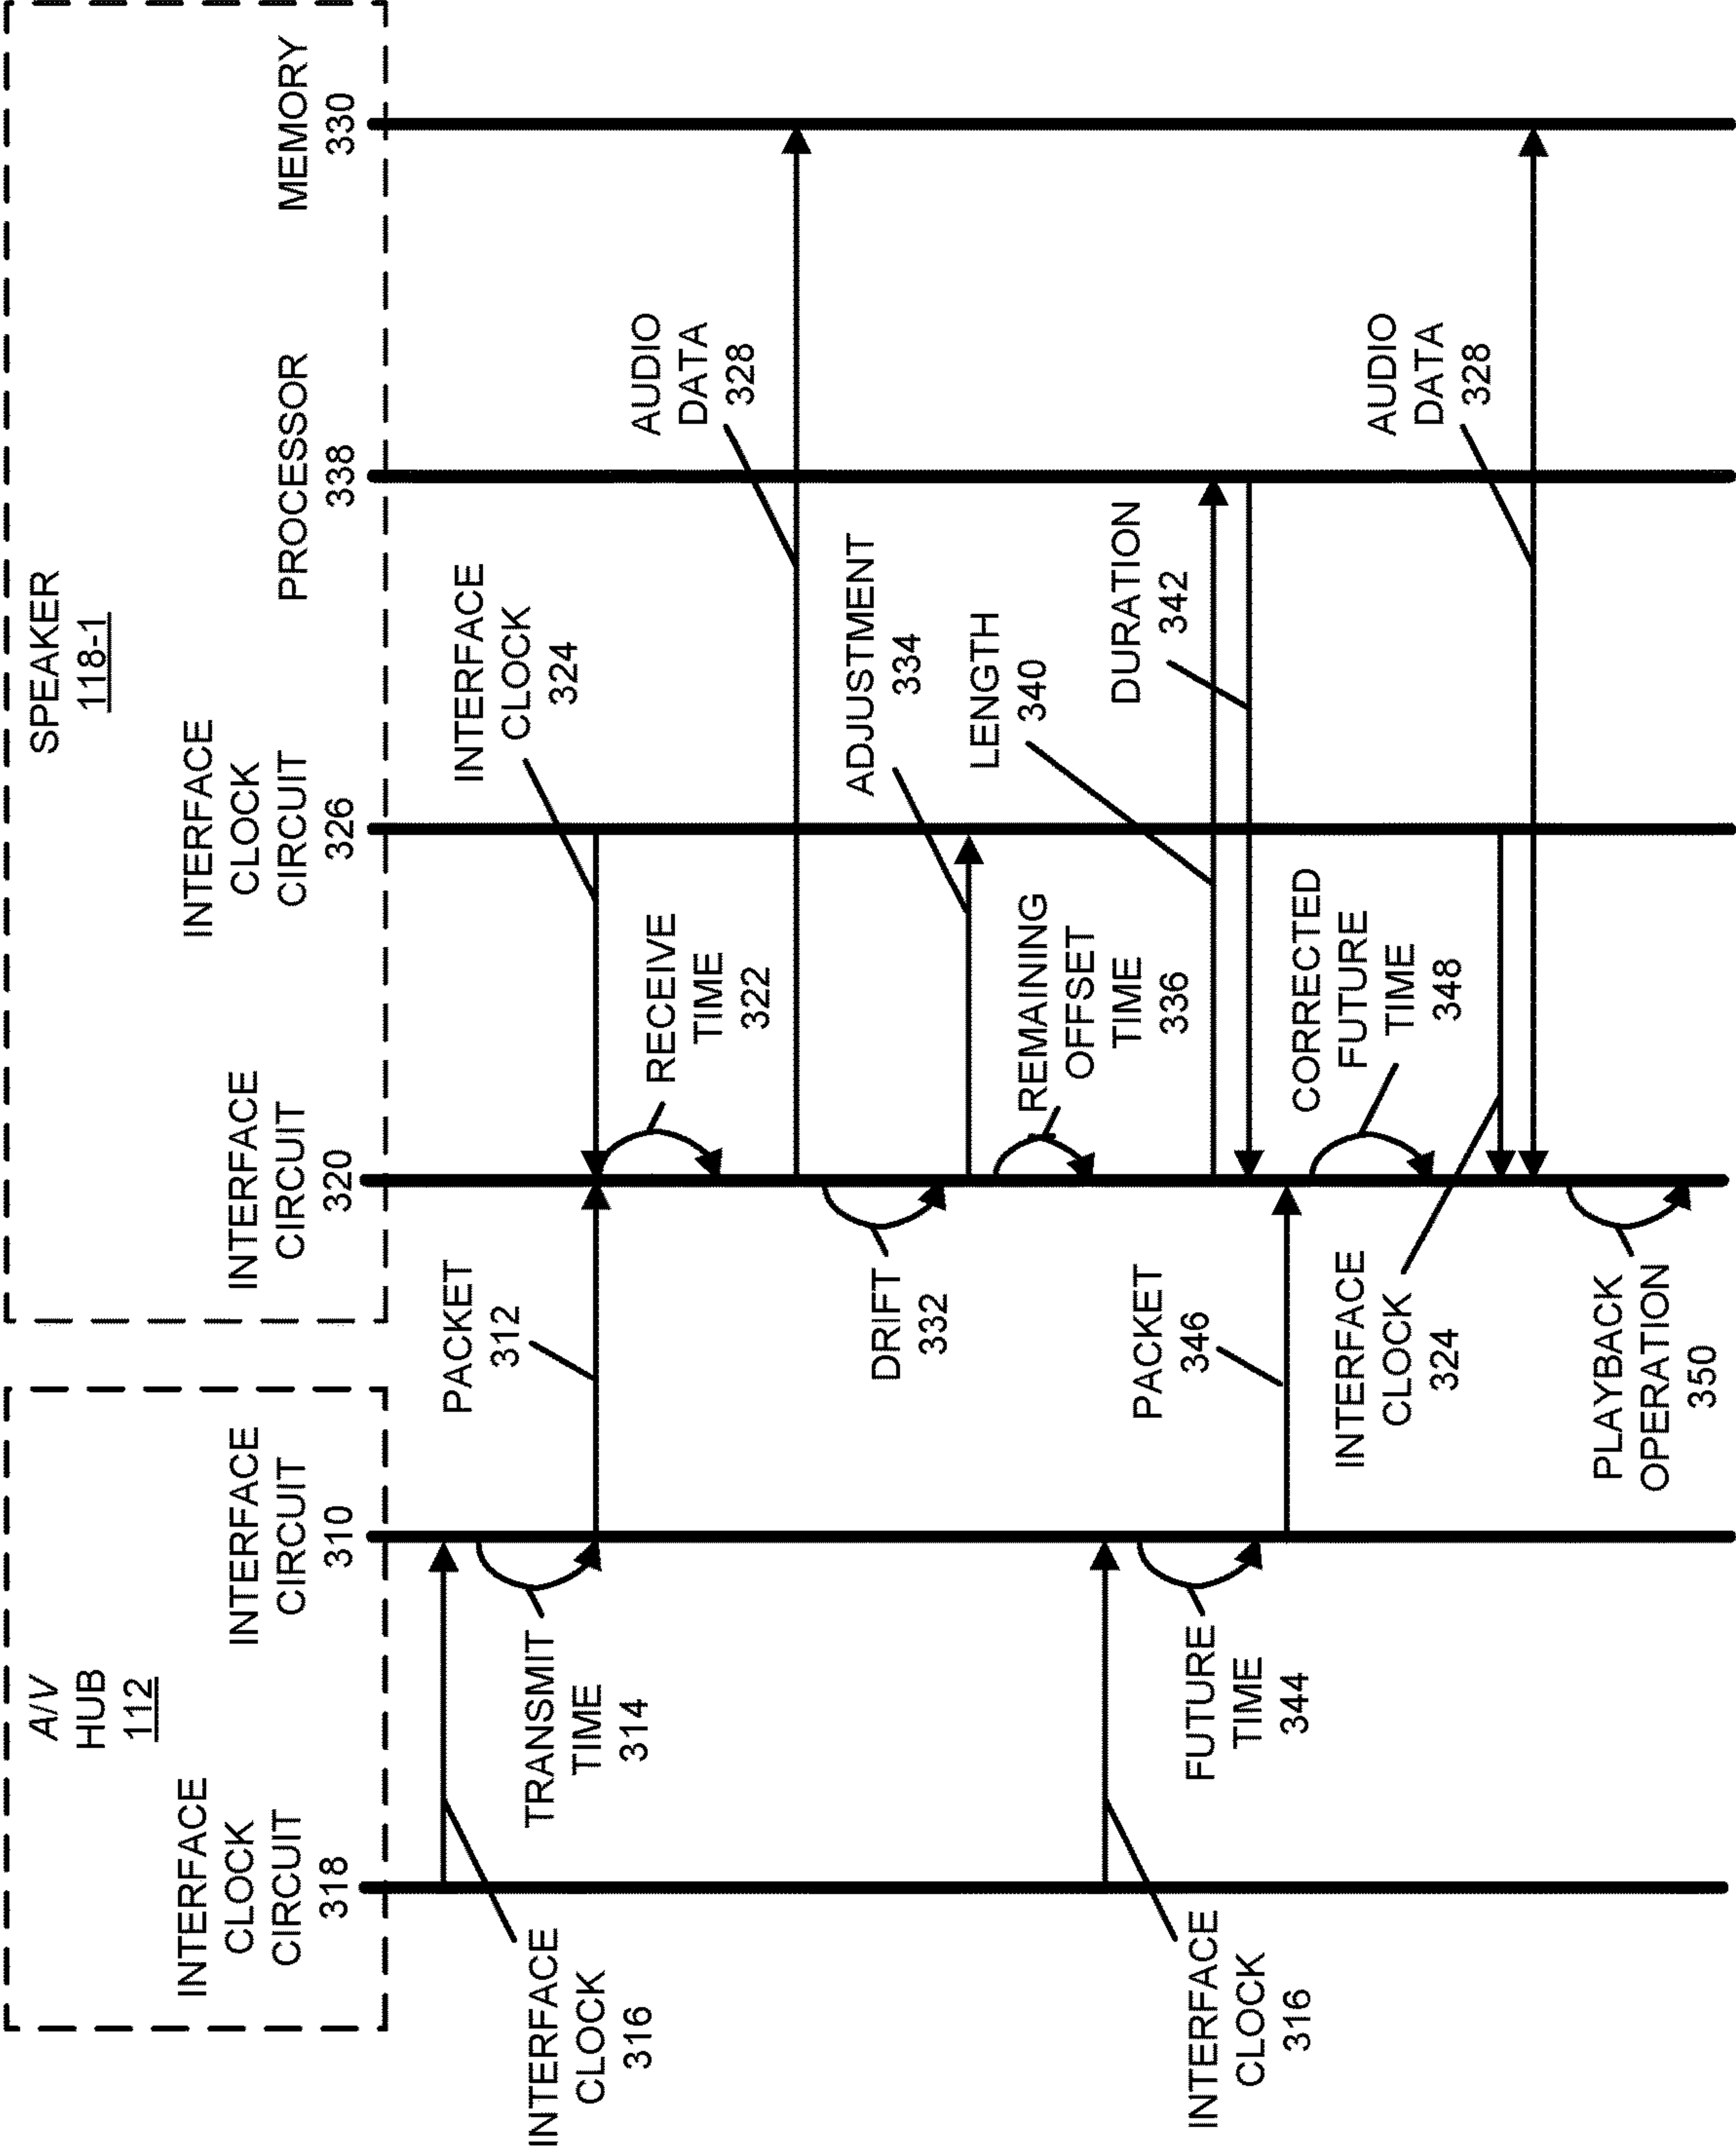 A/V
HUB
112
INTERFACE
CLOCK
CIRCUIT
318
INTERFACE
CIRCUIT
310
SPEAKER
118-1
INTERFACE
CIRCUIT
320
INTERFACE
CLOCK
CIRCUIT
326
PROCESSOR
338
MEMORY
330
INTERFACE
CLOCK
316
TRANSMIT
TIME
314
PACKET
312
INTERFACE
CLOCK
324
RECEIVE
TIME
322
AUDIO
DATA
328
DRIFT
332
ADJUSTMENT
334
REMAINING
OFFSET
TIME
336
LENGTH
340
DURATION
342
INTERFACE
CLOCK
316
FUTURE
TIME
344
PACKET
346
CORRECTED
FUTURE
TIME
348
INTERFACE
CLOCK
324
AUDIO
DATA
328
PLAYBACK
OPERATION
350